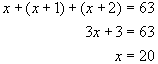 x + (x + 1) + (x + 2) = 63
3x + 3 = 63
x = 20